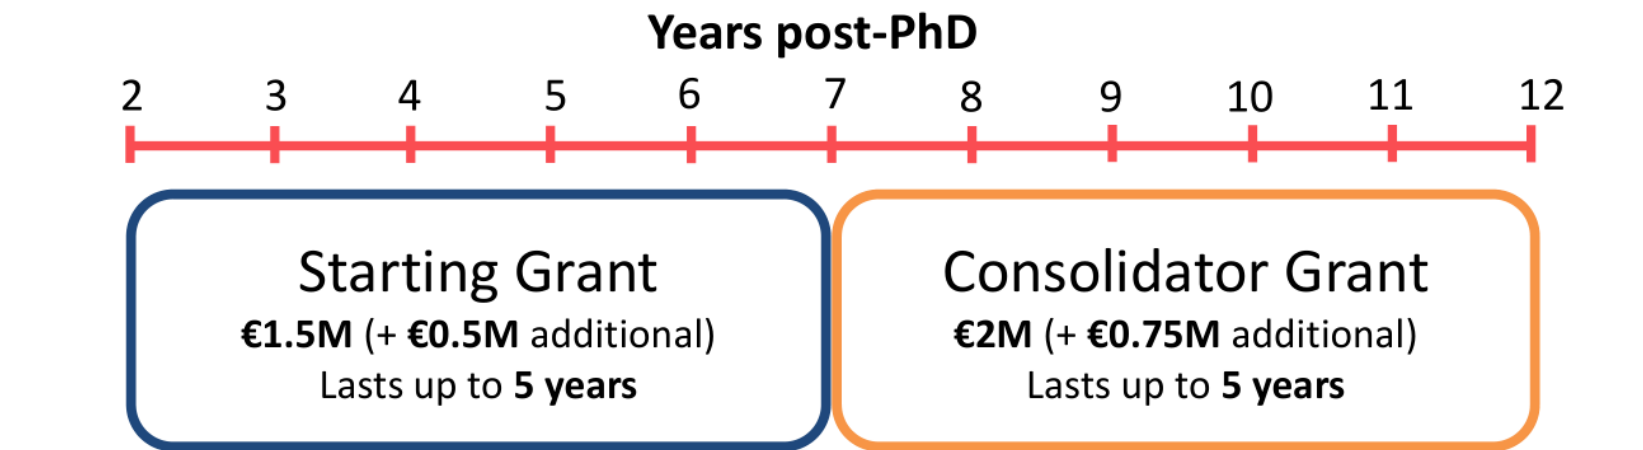 Years post-PhD
2 3 4 5 6 7 8 9 10 11 12
Starting Grant
€1.5M (+ €0.5M additional)
Lasts up to 5 years
Consolidator Grant
€2M (+ €0.75M additional)
Lasts up to 5 years